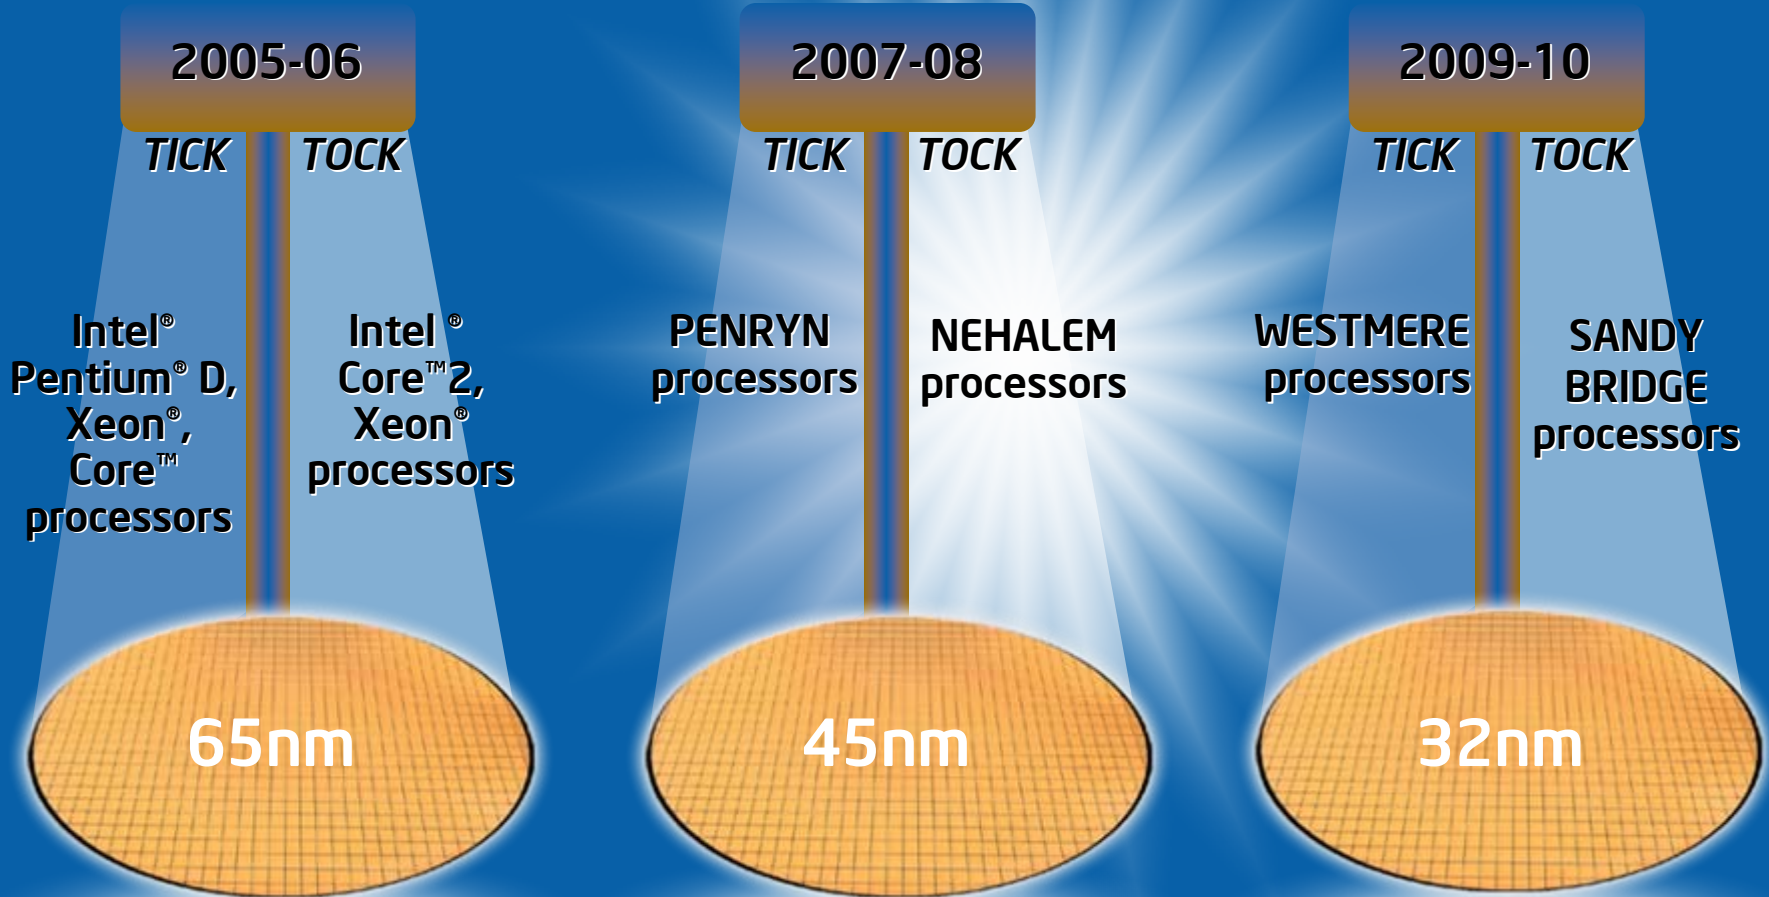 2005-06
TICK TOCK
Intel®
Pentium® D,
Xeon®,
Core™
processors
Intel ®
Core™2,
Xeon®
processors
65nm
2007-08
TICK TOCK
PENRYN
processors
NEHALEM
processors
45nm
2009-10
TICK TOCK
WESTMERE
processors
SANDY
BRIDGE
processors
32nm